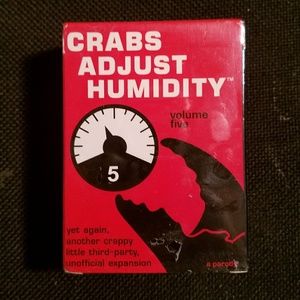 CRABS
ADJUST
HUMIDITY™
volume
five
5
yet again,
another crappy
little third-party,
unofficial expansion
a parody